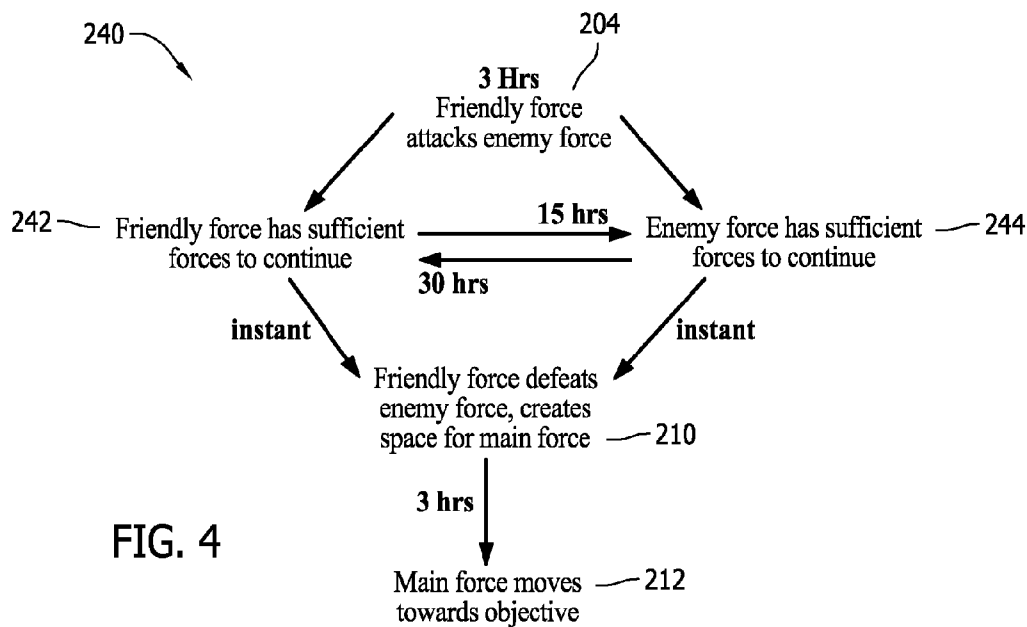 240
204
3 Hrs
Friendly force
attacks enemy force
242
Friendly force has sufficient
forces to continue
15 hrs
30 hrs
Enemy force has sufficient
forces to continue
244
instant
instant
Friendly force defeats
enemy force, creates
space for main force
210
3 hrs
FIG. 4
Main force moves
towards objective
212